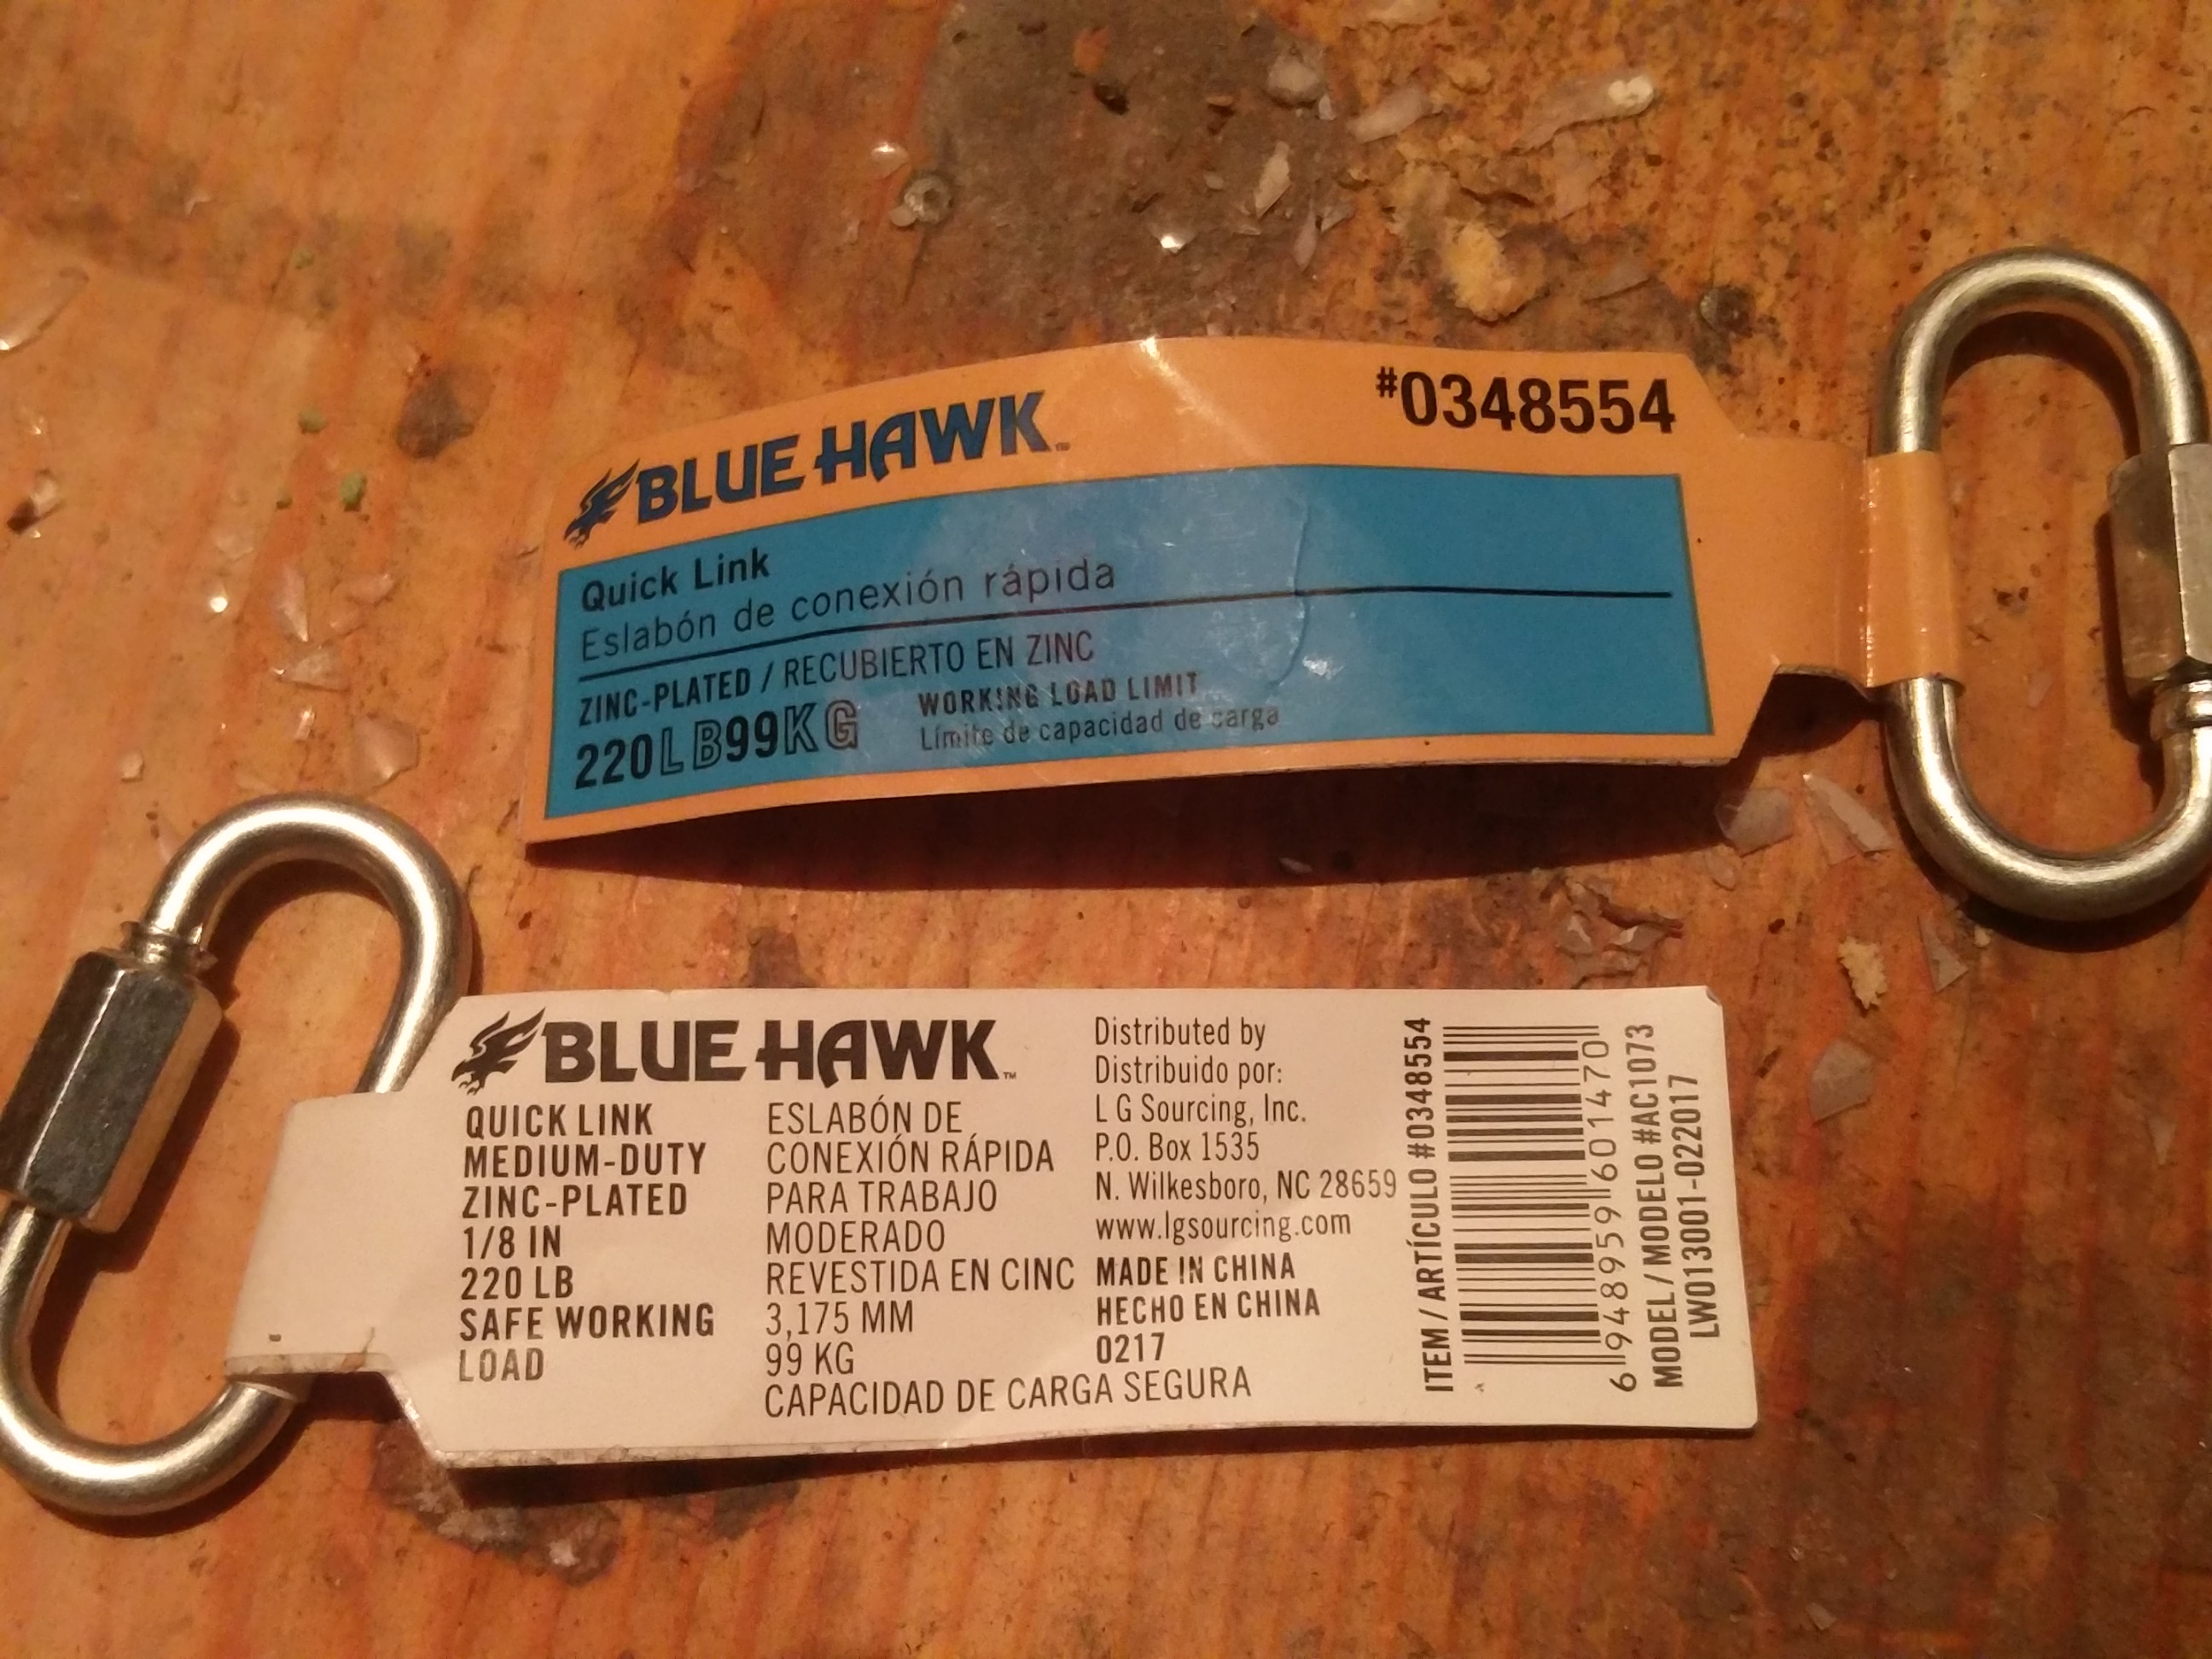 BLUE HAWK™
#0348554
Quick Link
Eslabón de conexión rápida
ZINC-PLATED / RECUBIERTO EN ZINC
220LB99KG
WORKING LOAD LIMIT
Límite de capacidad de carga
BLUE HAWK™
QUICK LINK
MEDIUM-DUTY
ZINC-PLATED
1/8 IN
220 LB
SAFE WORKING
LOAD
ESLABÓN DE
CONEXIÓN RÁPIDA
PARA TRABAJO
MODERADO
REVESTIDA EN CINC
3,175 MM
99 KG
CAPACIDAD DE CARGA SEGURA
Distributed by
Distribuido por:
L G Sourcing, Inc.
P.O. Box 1535
N. Wilkesboro, NC 28659
www.lgsourcing.com
MADE IN CHINA
HECHO EN CHINA
0217
ITEM / ARTÍCULO #0348554
6 94895960147 0
MODEL / MODELO #AC1073
LW013001-022017